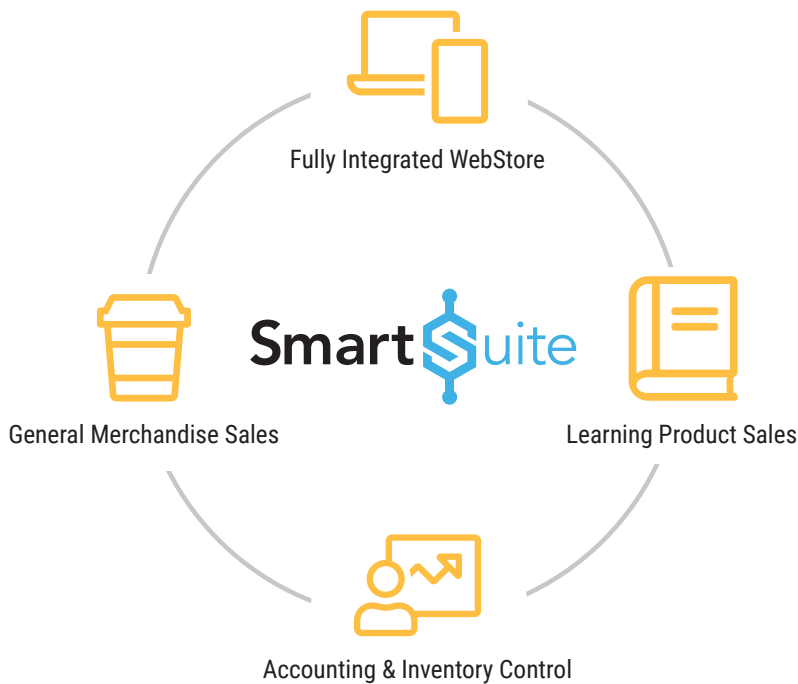 Fully Integrated WebStore
SmartSuite
General Merchandise Sales
Learning Product Sales
Accounting & Inventory Control